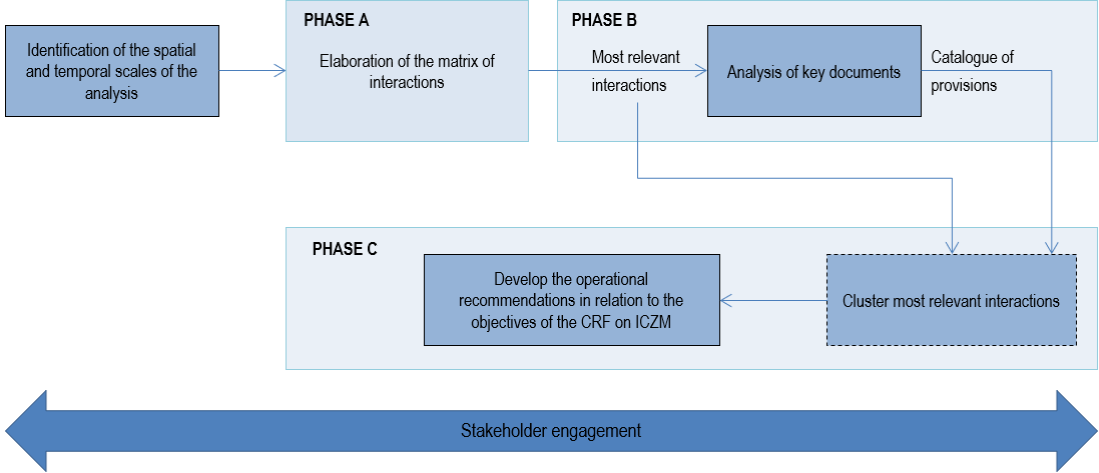 Identification of the spatial
and temporal scales of the
analysis
PHASE A
Elaboration of the matrix of
interactions
PHASE B
Most relevant
interactions
Analysis of key documents
Catalogue of
provisions
PHASE C
Develop the operational
recommendations in relation to the
objectives of the CRF on ICZM
Cluster most relevant interactions
Stakeholder engagement